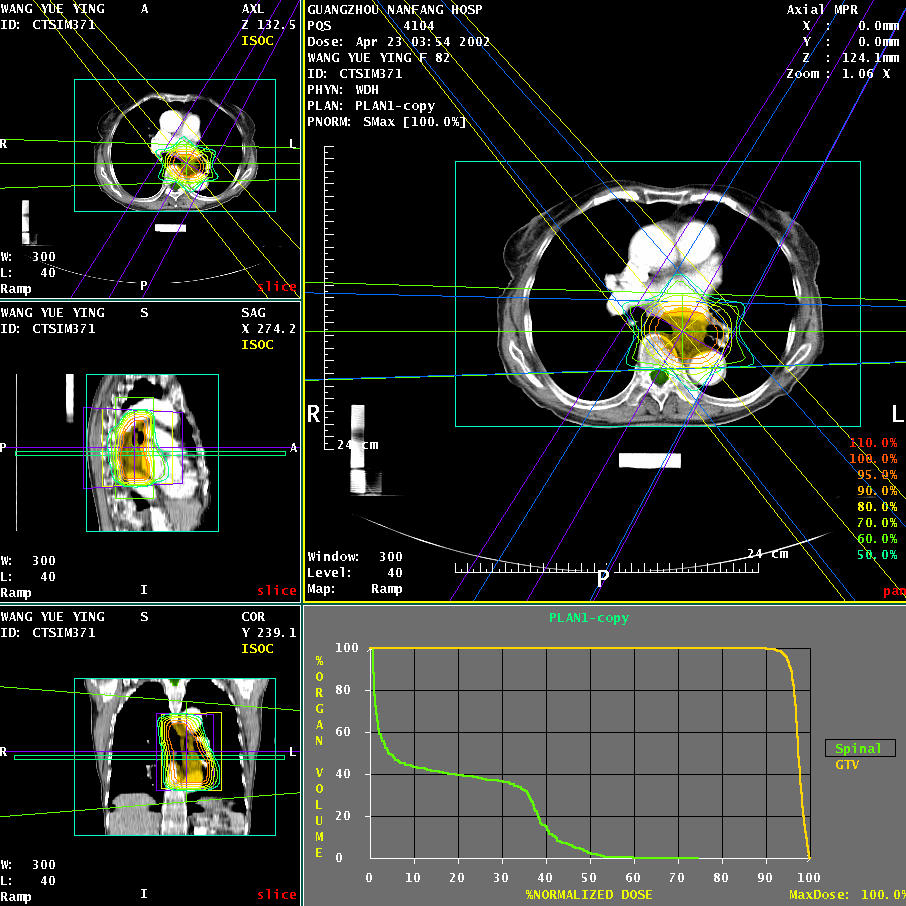 WANG YUE YING A AXL
ID: CTSIM371 Z 132.5
ISOC
R L
W: 300
L: 40
Ramp P slice
GUANGZHOU NANFANG HOSP Axial MPR
PQS 4104 X : 0.0mm
Dose: Apr 23 03:54 2002 Y : 0.0mm
WANG YUE YING F 82 Z : 124.1mm
ID: CTSIM371 Zoom : 1.06 X
PHYN: WDH
PLAN: PLAN1-copy
PNORM: SMax [100.0%]
R L
24 cm
110.0%
100.0%
95.0%
90.0%
80.0%
70.0%
60.0%
50.0%
24 cm
Window: 300
Level: 40
Map: Ramp
P
pan
WANG YUE YING S SAG
ID: CTSIM371 X 274.2
ISOC
P A
W: 300
L: 40
Ramp I slice
WANG YUE YING S COR
ID: CTSIM371 Y 239.1
ISOC
R L
W: 300
L: 40
Ramp I slice
PLAN1-copy
%ORGAN VOLUME
100
80
60
40
20
0
0 10 20 30 40 50 60 70 80 90 100
%NORMALIZED DOSE
MaxDose: 100.0%
Spinal
GTV